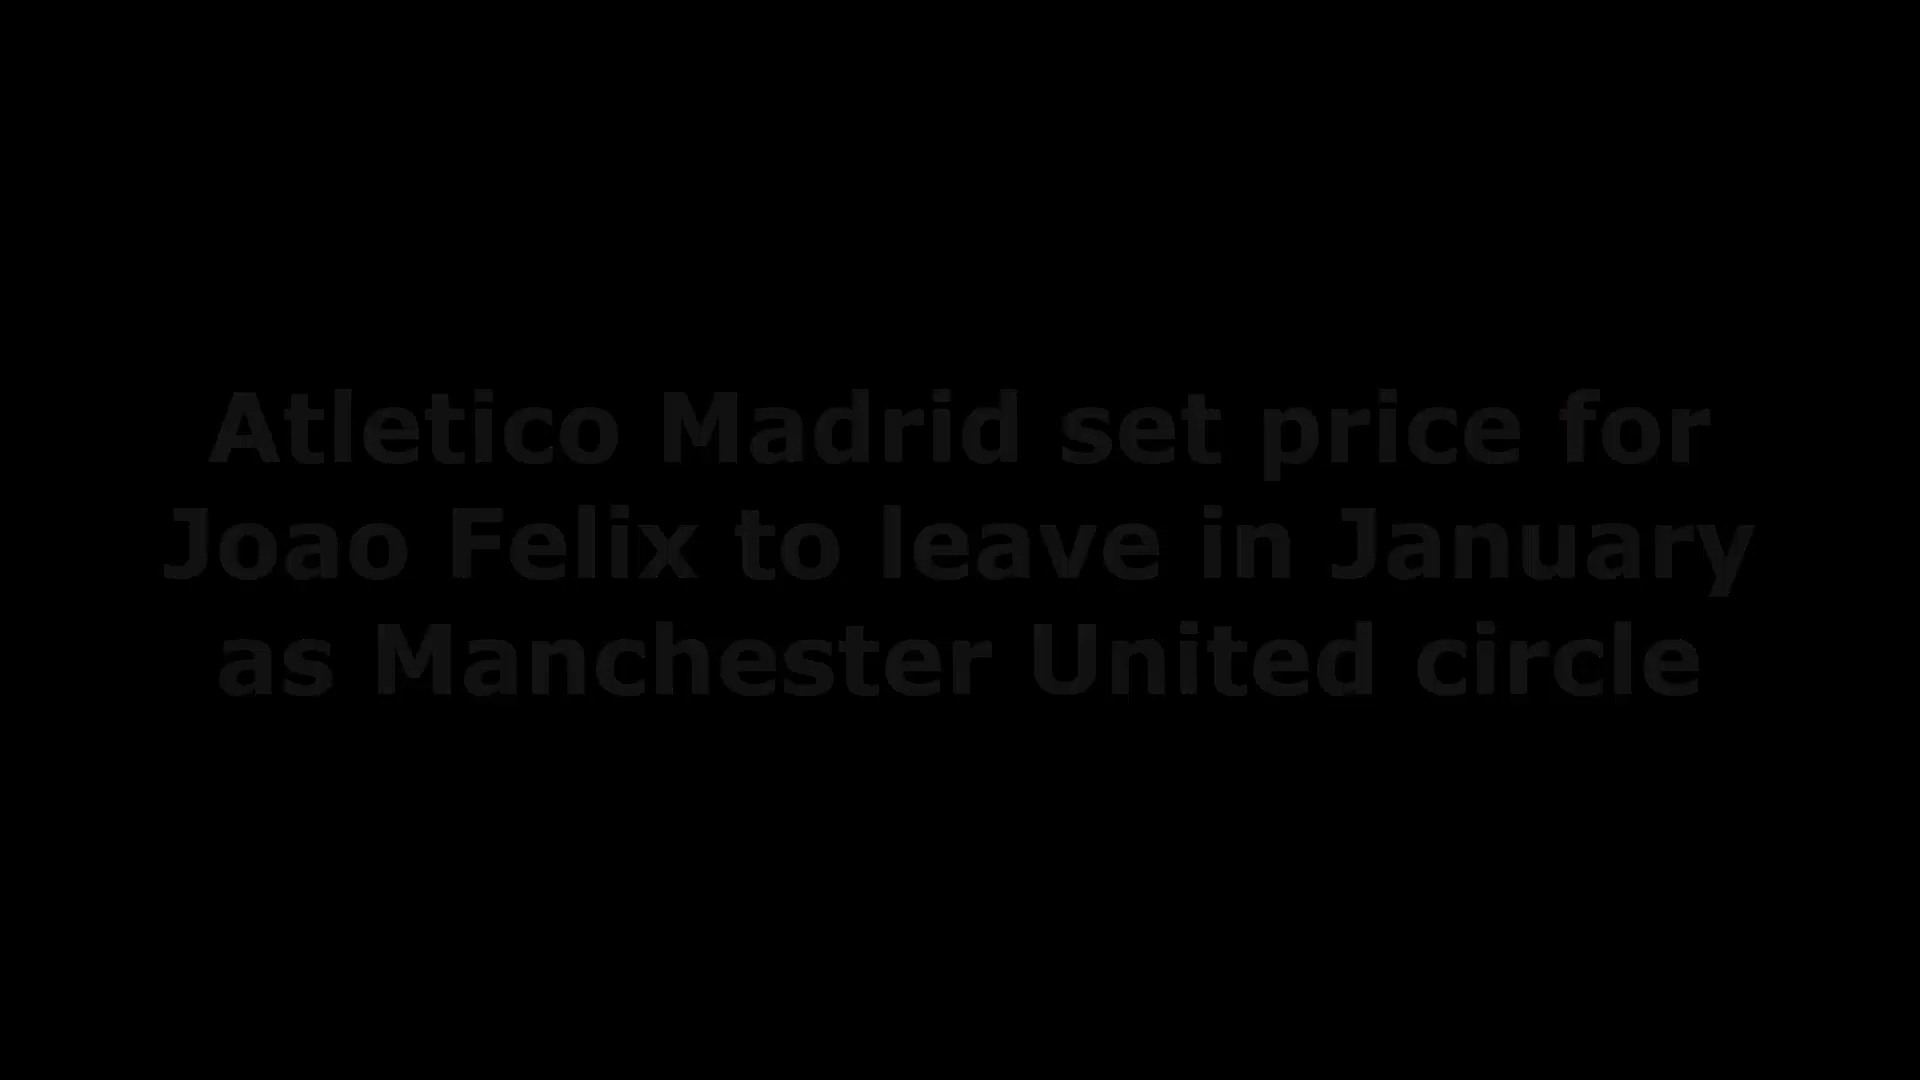 Atletico Madrid set price for
Joao Felix to leave in January
as Manchester United circle